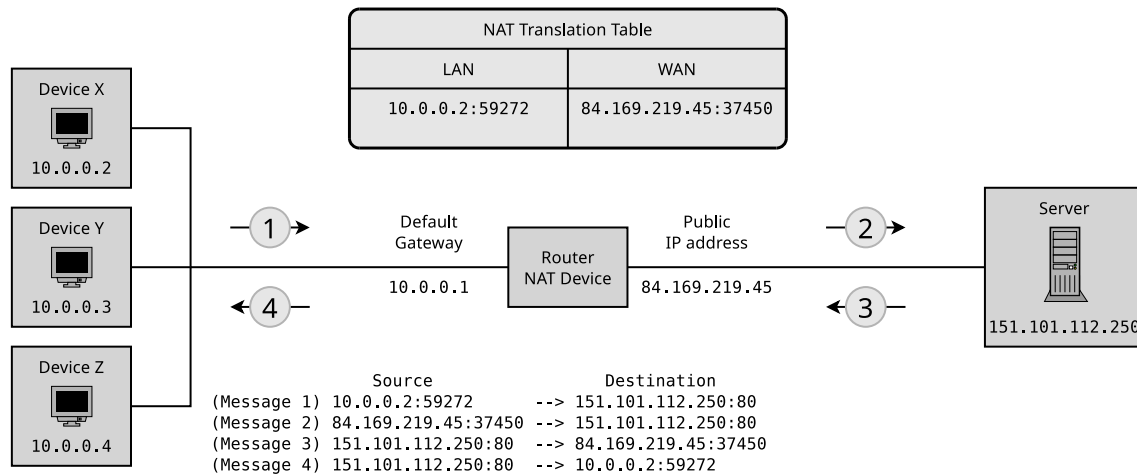 NAT Translation Table
LAN WAN
10.0.0.2:59272 84.169.219.45:37450
Device X
10.0.0.2
Device Y
10.0.0.3
Device Z
10.0.0.4
1
4
Default
Gateway
10.0.0.1
Router
NAT Device
Public
IP address
84.169.219.45
2
3
Server
151.101.112.250
Source Destination
(Message 1) 10.0.0.2:59272 --> 151.101.112.250:80
(Message 2) 84.169.219.45:37450 --> 151.101.112.250:80
(Message 3) 151.101.112.250:80 --> 84.169.219.45:37450
(Message 4) 151.101.112.250:80 --> 10.0.0.2:59272